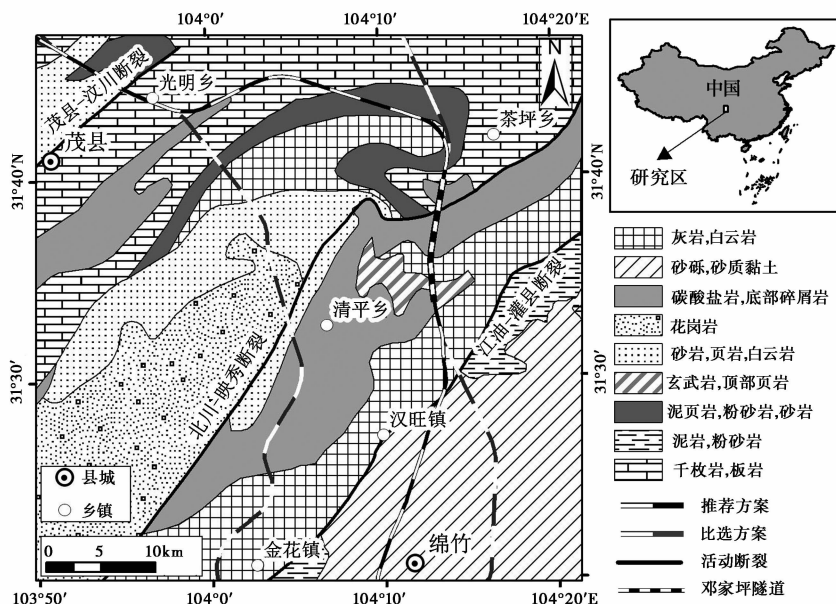 104°0′
104°10′
104°20′
N
茂县-汶川断裂
光明乡
茶坪乡
茂县
31°40′N
31°40′N
清平乡
江油-灌县断裂
北川-映秀断裂
31°30′
31°30′
汉旺镇
县城
乡镇
金花镇
绵竹
0 5 10km
103°50′
104°0′
104°10′
104°20′E
中国
研究区
灰岩,白云岩
砂砾,砂质黏土
碳酸盐岩,底部碎屑岩
花岗岩
砂岩,页岩,白云岩
玄武岩,顶部页岩
泥页岩,粉砂岩,砂岩
泥岩,粉砂岩
千枚岩,板岩
推荐方案
比选方案
活动断裂
邓家坪隧道